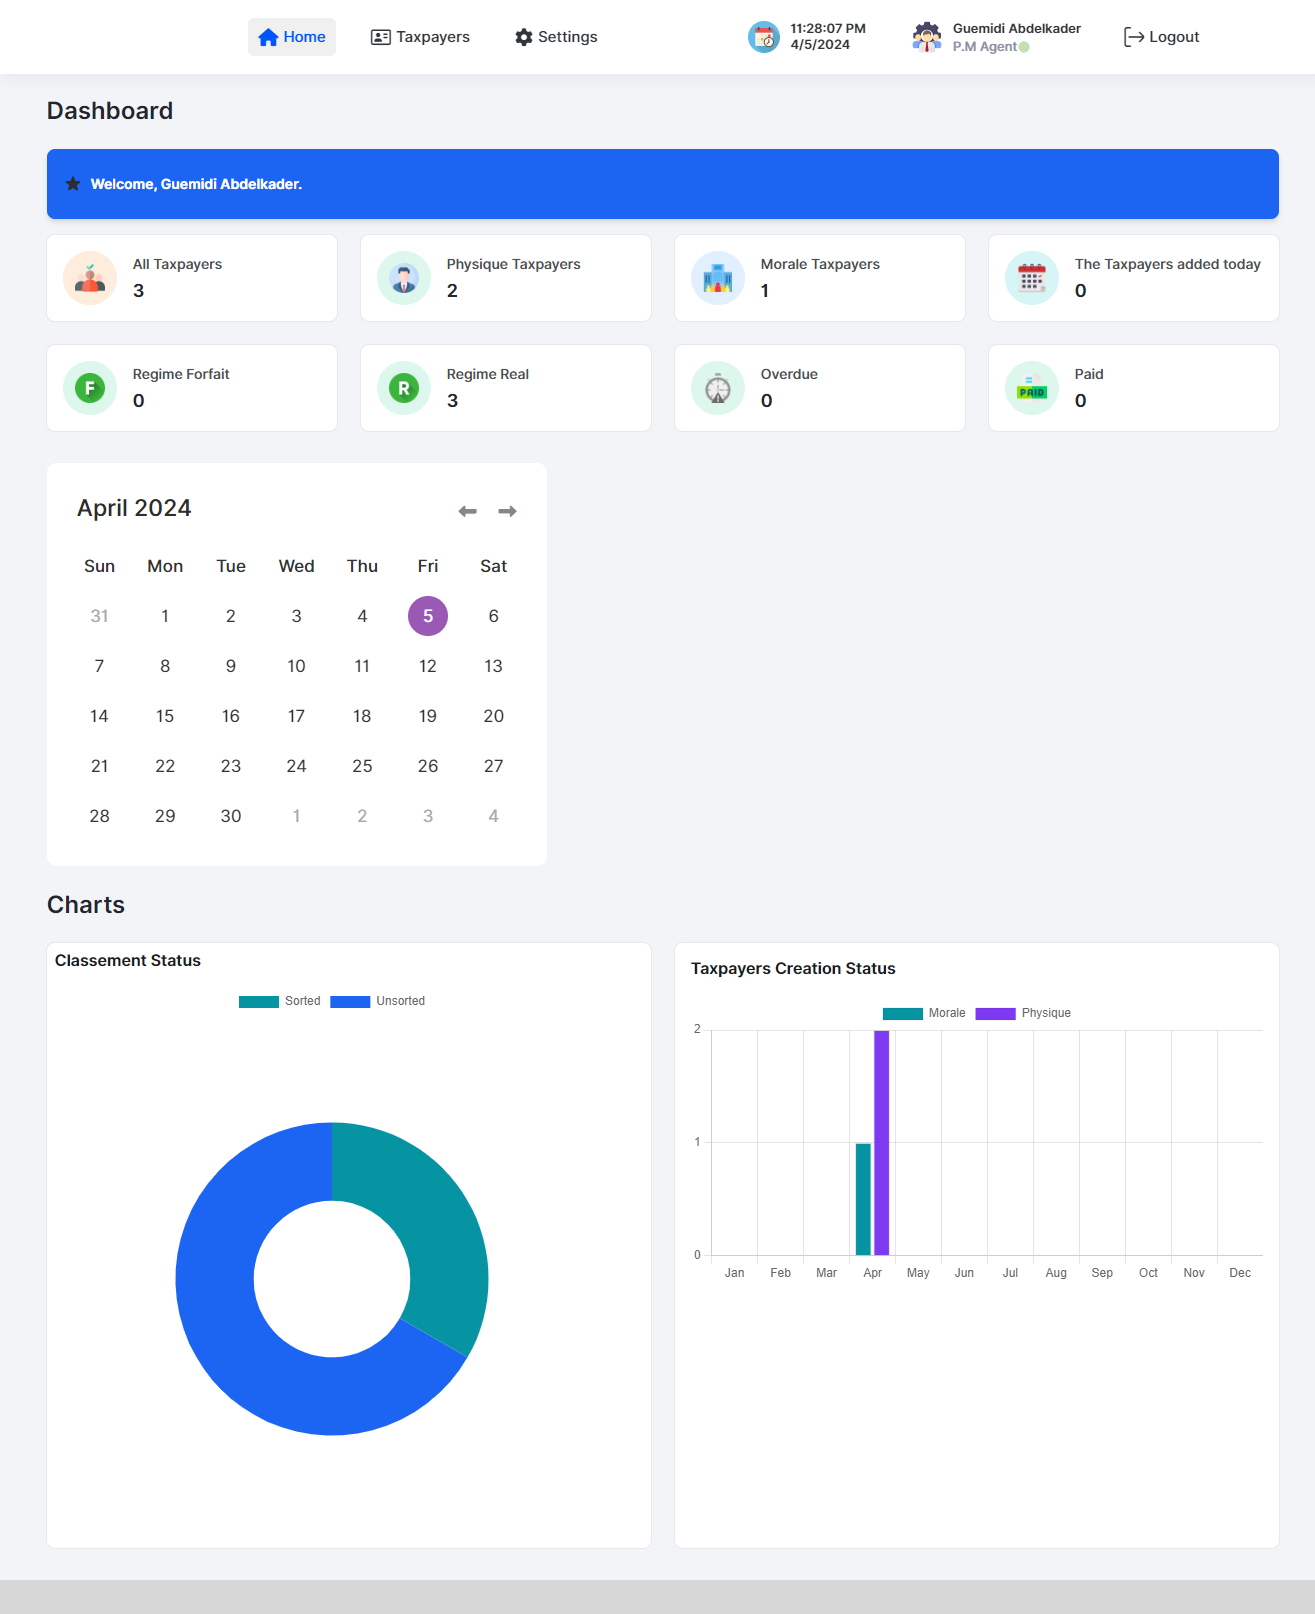 Home Taxpayers Settings 11:28:07 PM 4/5/2024 Guemidi Abdelkader P.M Agent Logout
Dashboard
Welcome, Guemidi Abdelkader.
All Taxpayers
3
Physique Taxpayers
2
Morale Taxpayers
1
The Taxpayers added today
0
F
Regime Forfait
0
R
Regime Real
3
Overdue
0
PAID
Paid
0
April 2024
Sun Mon Tue Wed Thu Fri Sat
31 1 2 3 4 5 6
7 8 9 10 11 12 13
14 15 16 17 18 19 20
21 22 23 24 25 26 27
28 29 30 1 2 3 4
Charts
Classement Status
Sorted Unsorted
Taxpayers Creation Status
Morale Physique
2
1
0
Jan Feb Mar Apr May Jun Jul Aug Sep Oct Nov Dec